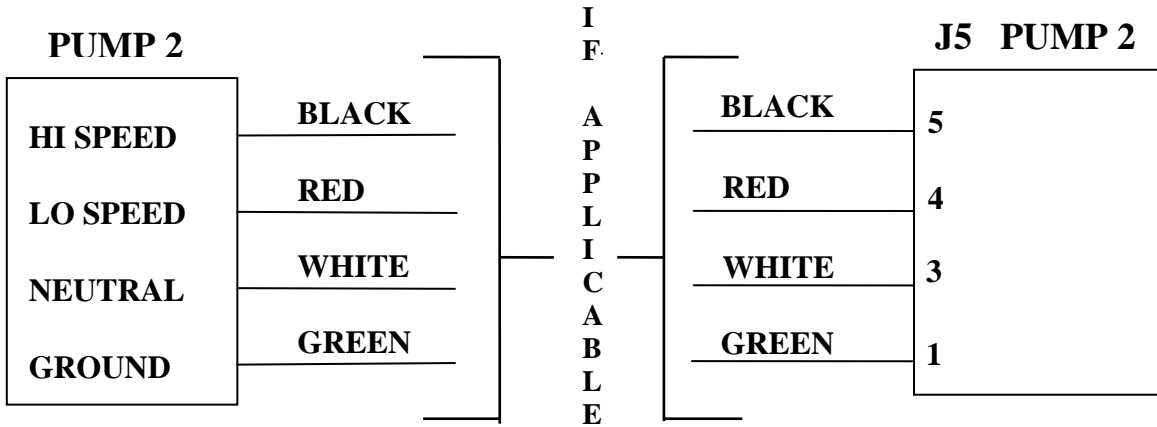 PUMP 2
HI SPEED
LO SPEED
NEUTRAL
GROUND
BLACK
RED
WHITE
GREEN
IF APPLICABLE
J5 PUMP 2
BLACK
RED
WHITE
GREEN
5
4
3
1